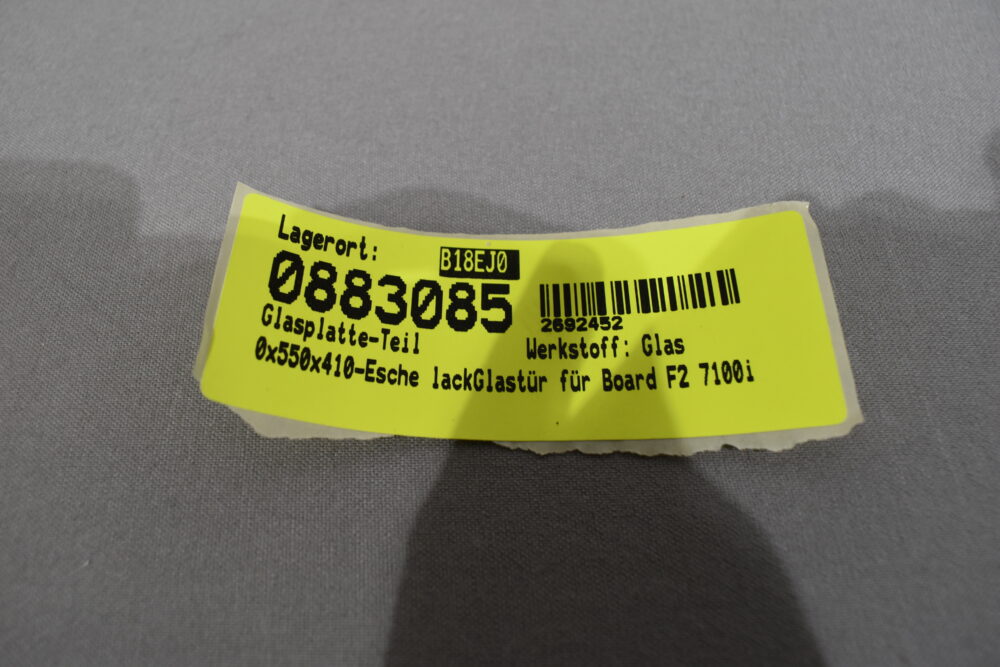 Lagerort:
B18EJ0
0883085
2692452
Glasplatte-Teil
Werkstoff: Glas
0x550x410-Esche lackGlastür für Board F2 7100i